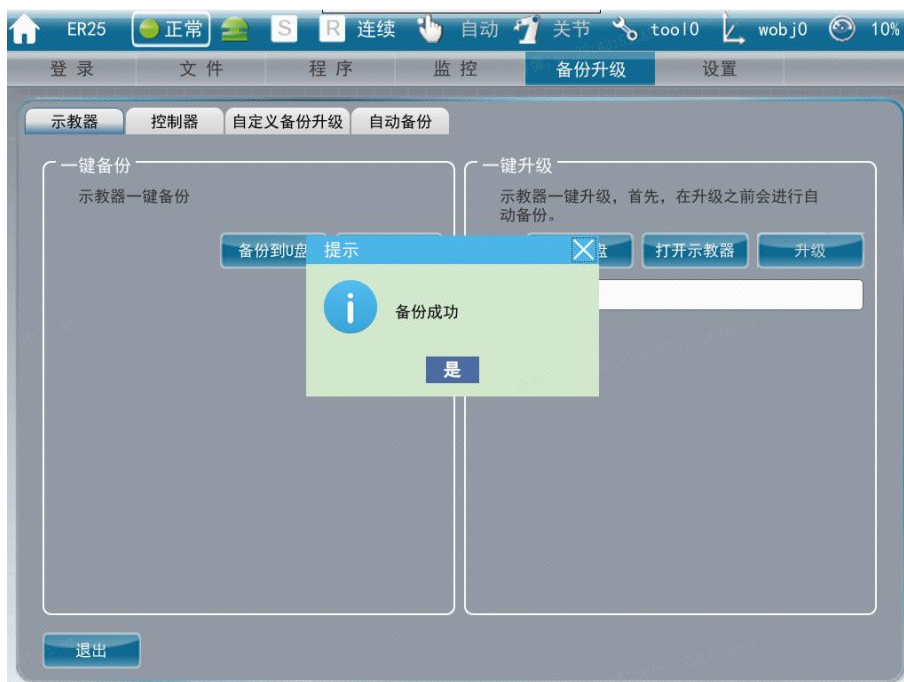 ER25 正常 S R 连续 自动 关节 tool0 wobj0 10%
登录 文件 程序 监控 备份升级 设置
示教器 控制器 自定义备份升级 自动备份
一键备份
示教器一键备份
备份到U盘
一键升级
示教器一键升级，首先，在升级之前会进行自
动备份。
盘 打开示教器 升级
提示
备份成功
是
退出